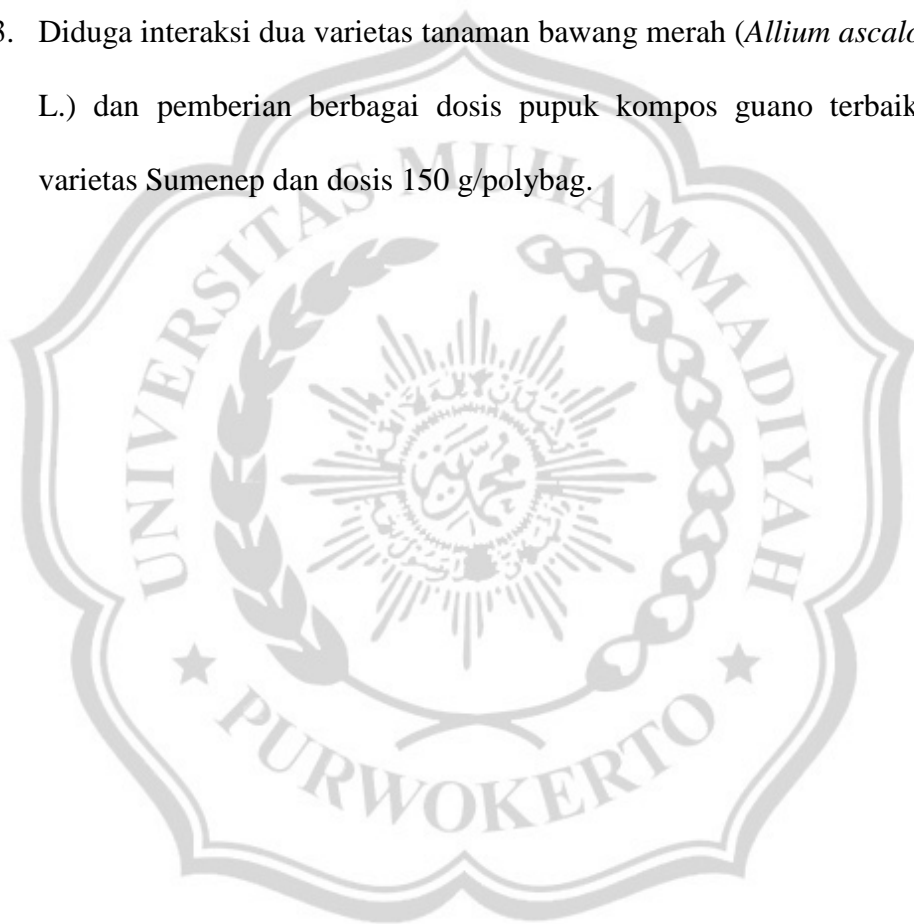 3. Diduga interaksi dua varietas tanaman bawang merah (Allium ascalo
L.) dan pemberian berbagai dosis pupuk kompos guano terbaik
varietas Sumenep dan dosis 150 g/polybag.
UNIVERSITAS MUHAMMADIYAH
PURWOKERTO